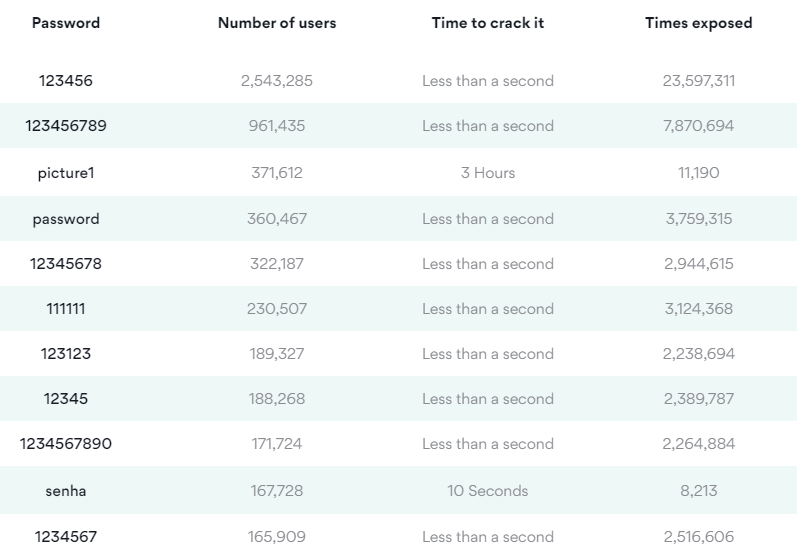 Password Number of users Time to crack it Times exposed
123456 2,543,285 Less than a second 23,597,311
123456789 961,435 Less than a second 7,870,694
picture1 371,612 3 Hours 11,190
password 360,467 Less than a second 3,759,315
12345678 322,187 Less than a second 2,944,615
111111 230,507 Less than a second 3,124,368
123123 189,327 Less than a second 2,238,694
12345 188,268 Less than a second 2,389,787
1234567890 171,724 Less than a second 2,264,884
senha 167,728 10 Seconds 8,213
1234567 165,909 Less than a second 2,516,606